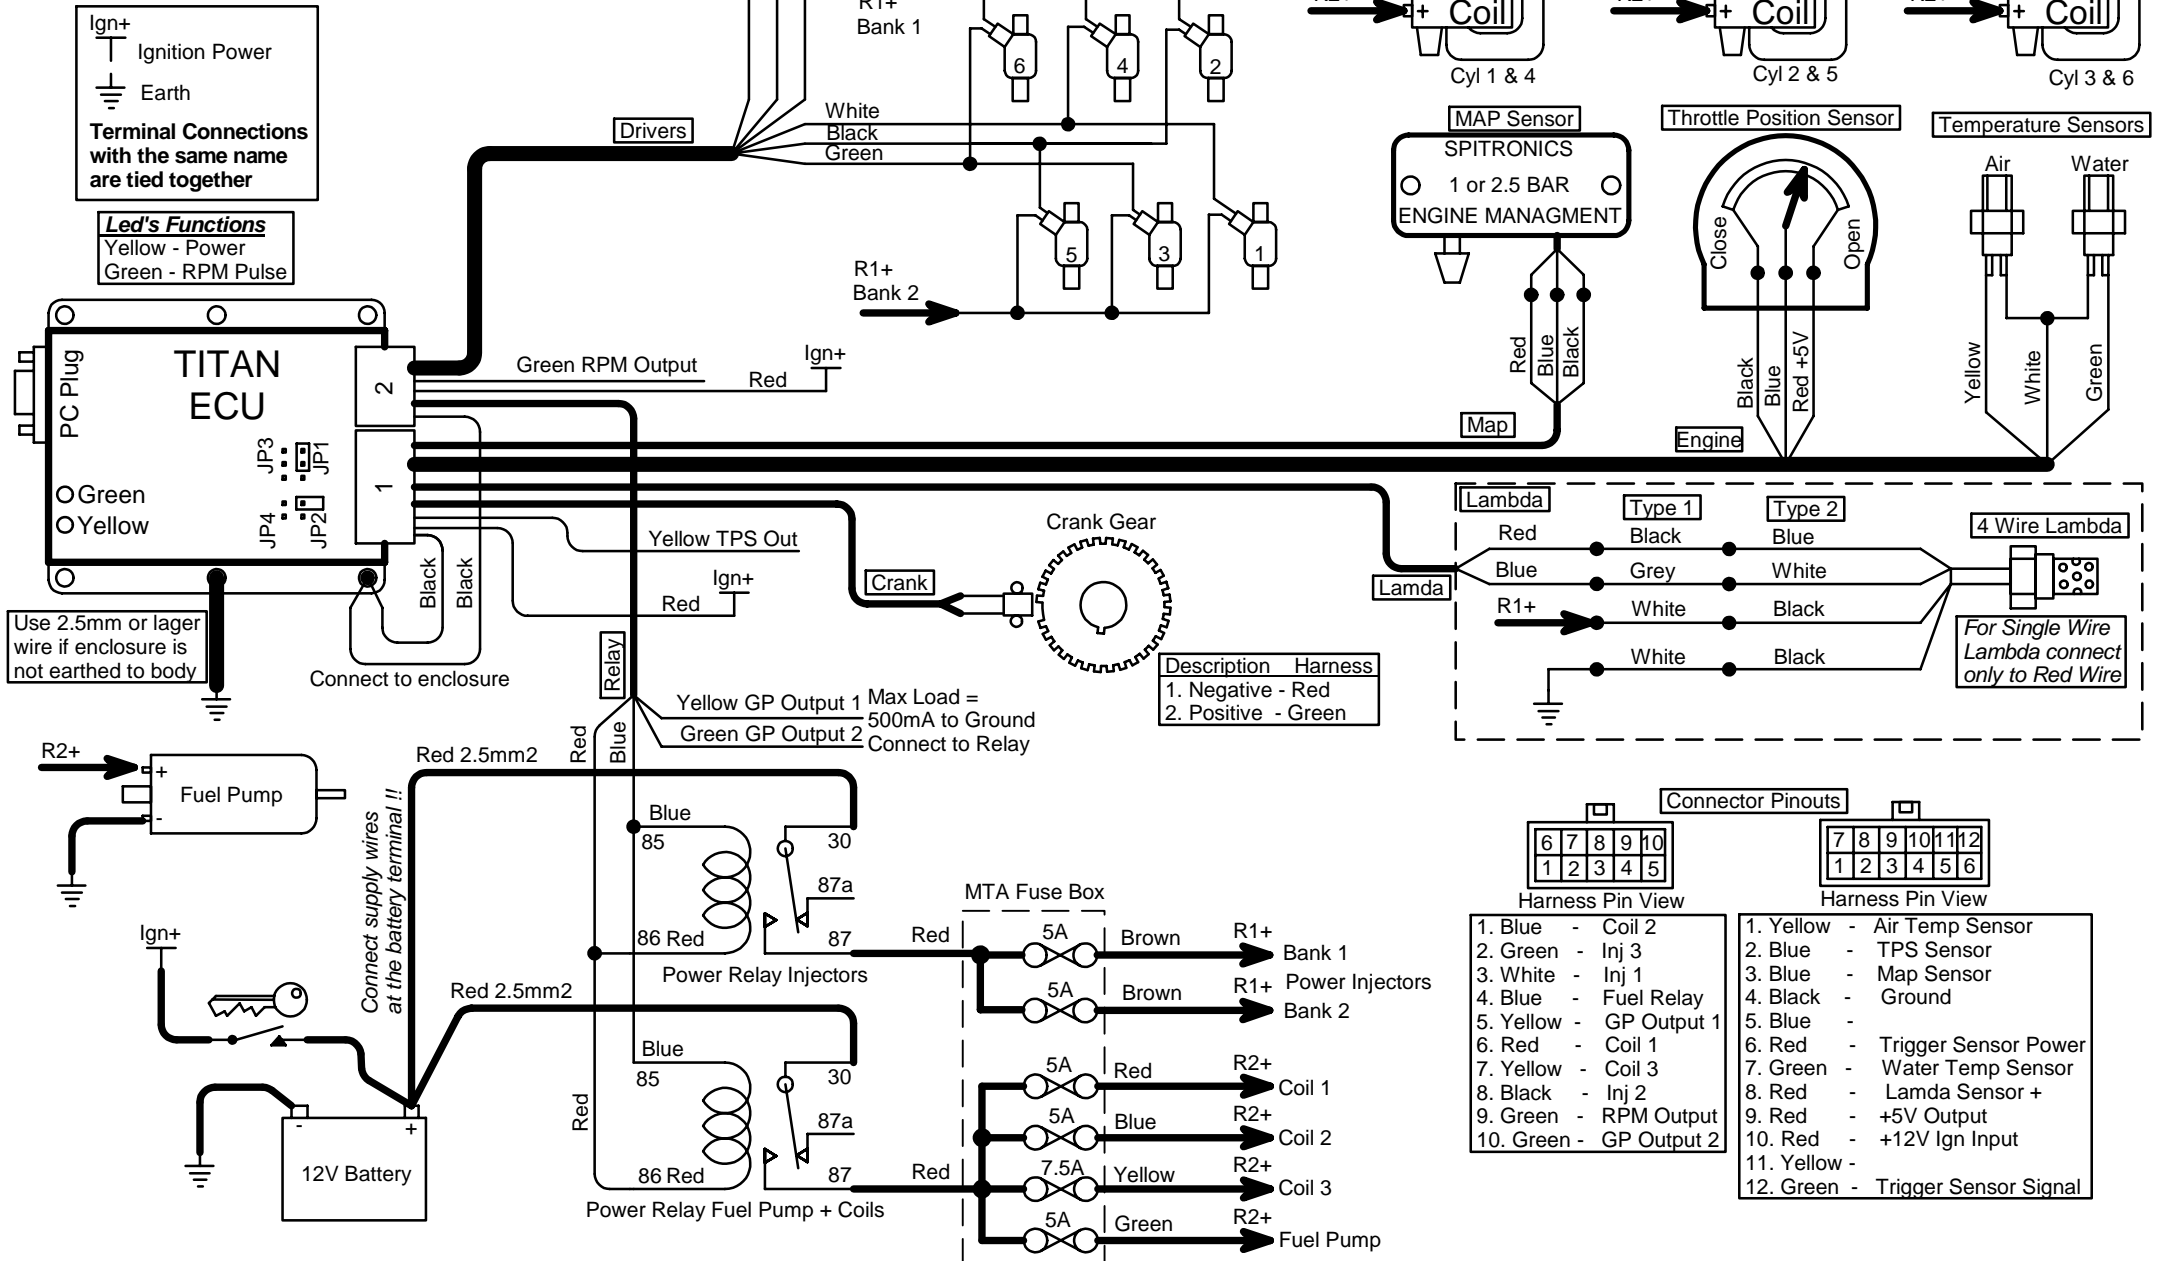 Ign+
Ignition Power
Earth
Terminal Connections
with the same name
are tied together
Led's Functions
Yellow - Power
Green - RPM Pulse
R1+
Bank 1
6
4
2
Drivers
White
Black
Green
5
3
1
R1+
Bank 2
+ Coil
Cyl 1 & 4
+ Coil
Cyl 2 & 5
+ Coil
Cyl 3 & 6
MAP Sensor
SPITRONICS
1 or 2.5 BAR
ENGINE MANAGMENT
Red
Blue
Black
Map
Throttle Position Sensor
Close
Open
Black
Blue
Red +5V
Engine
Temperature Sensors
Air
Water
Yellow
White
Green
PC Plug
TITAN
ECU
2
1
JP3
JP1
JP4
JP2
Green
Yellow
Green RPM Output
Red
Ign+
Black
Black
Use 2.5mm or lager
wire if enclosure is
not earthed to body
Connect to enclosure
Yellow TPS Out
Ign+
Red
Crank
Crank Gear
Description Harness
1. Negative - Red
2. Positive - Green
Lamda
Lambda
Type 1
Type 2
4 Wire Lambda
Red
Black
Blue
Blue
Grey
White
R1+
White
Black
White
Black
For Single Wire
Lambda connect
only to Red Wire
Relay
Yellow GP Output 1
Green GP Output 2
Max Load =
500mA to Ground
Connect to Relay
Red
Blue
R2+
+
-
Fuel Pump
Red 2.5mm2
Connect supply wires
at the battery terminal !!
Blue
85
30
87a
86 Red
87
Power Relay Injectors
Red
Ign+
Red 2.5mm2
-
+
12V Battery
Blue
85
30
87a
Red
86 Red
87
Power Relay Fuel Pump + Coils
Red
MTA Fuse Box
5A
Brown
R1+
Bank 1
Power Injectors
5A
Brown
R1+
Bank 2
5A
Red
R2+
Coil 1
5A
Blue
R2+
Coil 2
7.5A
Yellow
R2+
Coil 3
5A
Green
R2+
Fuel Pump
Connector Pinouts
6 7 8 9 10
1 2 3 4 5
Harness Pin View
1. Blue - Coil 2
2. Green - Inj 3
3. White - Inj 1
4. Blue - Fuel Relay
5. Yellow - GP Output 1
6. Red - Coil 1
7. Yellow - Coil 3
8. Black - Inj 2
9. Green - RPM Output
10. Green - GP Output 2
7 8 9 10 11 12
1 2 3 4 5 6
Harness Pin View
1. Yellow - Air Temp Sensor
2. Blue - TPS Sensor
3. Blue - Map Sensor
4. Black - Ground
5. Blue -
6. Red - Trigger Sensor Power
7. Green - Water Temp Sensor
8. Red - Lamda Sensor +
9. Red - +5V Output
10. Red - +12V Ign Input
11. Yellow -
12. Green - Trigger Sensor Signal